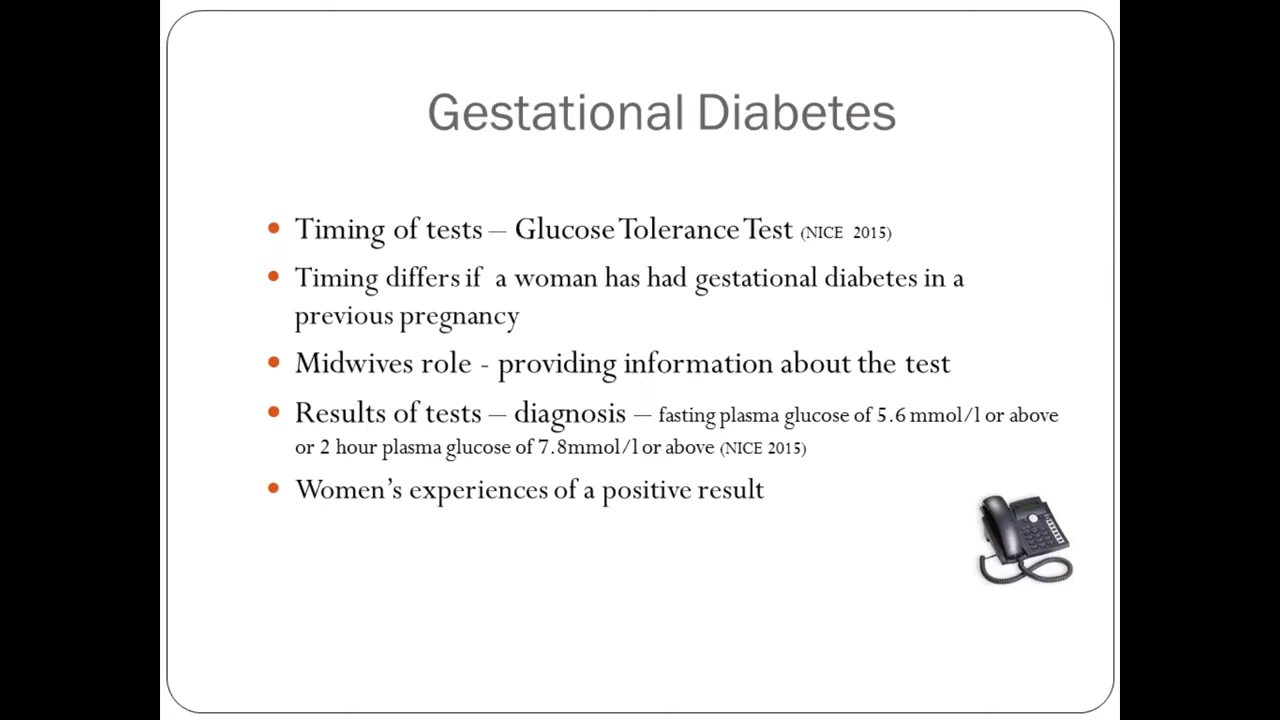 Gestational Diabetes
Timing of tests – Glucose Tolerance Test (NICE 2015)
Timing differs if a woman has had gestational diabetes in a
previous pregnancy
Midwives role - providing information about the test
Results of tests – diagnosis – fasting plasma glucose of 5.6 mmol/l or above
or 2 hour plasma glucose of 7.8mmol/l or above (NICE 2015)
Women’s experiences of a positive result